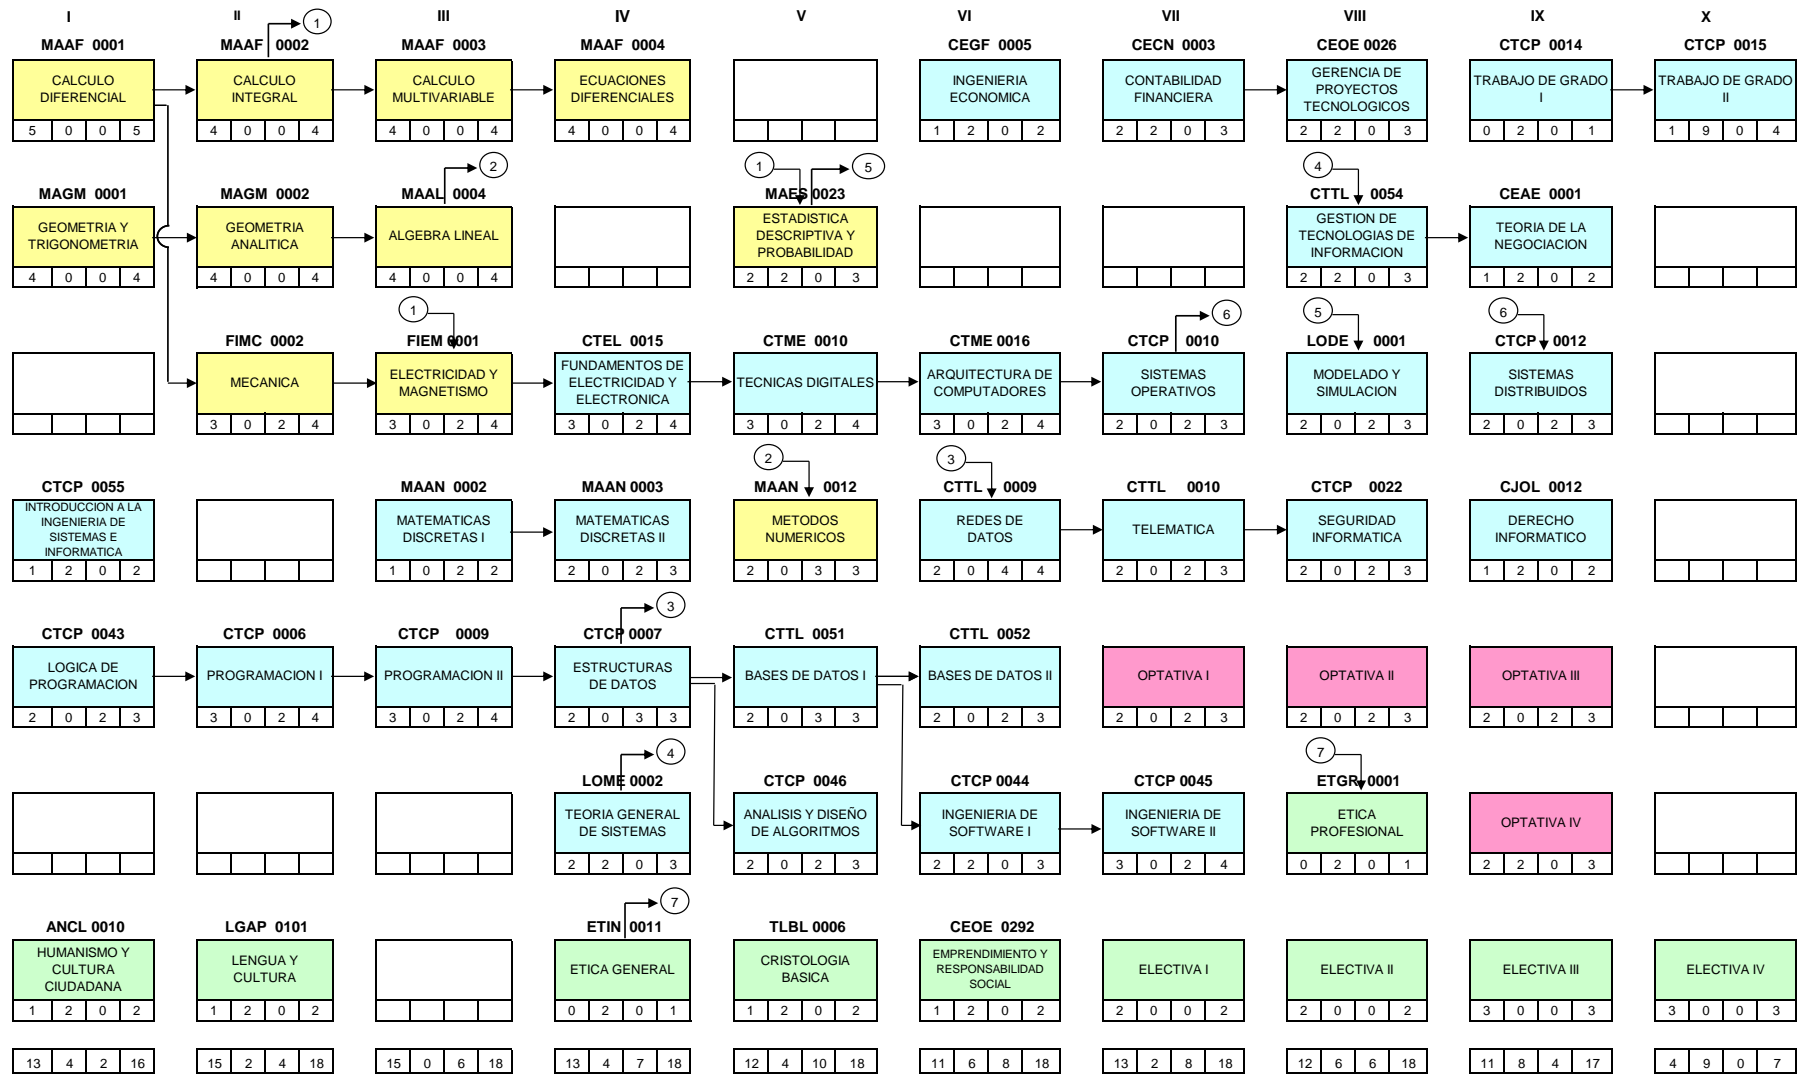 I II III IV V VI VII VIII IX X
1
MAAF 0001 MAAF 0002 MAAF 0003 MAAF 0004 CEGF 0005 CECN 0003 CEOE 0026 CTCP 0014 CTCP 0015
CALCULO DIFERENCIAL
CALCULO INTEGRAL
CALCULO MULTIVARIABLE
ECUACIONES DIFERENCIALES
INGENIERIA ECONOMICA
CONTABILIDAD FINANCIERA
GERENCIA DE PROYECTOS TECNOLOGICOS
TRABAJO DE GRADO I
TRABAJO DE GRADO II
5 0 0 5 4 0 0 4 4 0 0 4 4 0 0 4 1 2 0 2 2 2 0 3 2 2 0 3 0 2 0 1 1 9 0 4
2 1 5 4
MAGM 0001 MAGM 0002 MAAL 0004 MAES 0023 CTTL 0054 CEAE 0001
GEOMETRIA Y TRIGONOMETRIA
GEOMETRIA ANALITICA
ALGEBRA LINEAL
ESTADISTICA DESCRIPTIVA Y PROBABILIDAD
GESTION DE TECNOLOGIAS DE INFORMACION
TEORIA DE LA NEGOCIACION
4 0 0 4 4 0 0 4 4 0 0 4 2 2 0 3 2 2 0 3 1 2 0 2
1 6 5 6
FIMC 0002 FIEM 0001 CTEL 0015 CTME 0010 CTME 0016 CTCP 0010 LODE 0001 CTCP 0012
MECANICA
ELECTRICIDAD Y MAGNETISMO
FUNDAMENTOS DE ELECTRICIDAD Y ELECTRONICA
TECNICAS DIGITALES
ARQUITECTURA DE COMPUTADORES
SISTEMAS OPERATIVOS
MODELADO Y SIMULACION
SISTEMAS DISTRIBUIDOS
3 0 2 4 3 0 2 4 3 0 2 4 3 0 2 4 3 0 2 4 2 0 2 3 2 0 2 3 2 0 2 3
2 3
CTCP 0055 MAAN 0002 MAAN 0003 MAAN 0012 CTTL 0009 CTTL 0010 CTCP 0022 CJOL 0012
INTRODUCCION A LA INGENIERIA DE SISTEMAS E INFORMATICA
MATEMATICAS DISCRETAS I
MATEMATICAS DISCRETAS II
METODOS NUMERICOS
REDES DE DATOS
TELEMATICA
SEGURIDAD INFORMATICA
DERECHO INFORMATICO
1 2 0 2 1 0 2 2 2 0 2 3 2 0 3 3 2 0 4 4 2 0 2 3 2 0 2 3 1 2 0 2
3
CTCP 0043 CTCP 0006 CTCP 0009 CTCP 0007 CTTL 0051 CTTL 0052
LOGICA DE PROGRAMACION
PROGRAMACION I
PROGRAMACION II
ESTRUCTURAS DE DATOS
BASES DE DATOS I
BASES DE DATOS II
OPTATIVA I
OPTATIVA II
OPTATIVA III
2 0 2 3 3 0 2 4 3 0 2 4 2 0 3 3 2 0 3 3 2 0 2 3 2 0 2 3 2 0 2 3 2 0 2 3
4 7
LOME 0002 CTCP 0046 CTCP 0044 CTCP 0045 ETGR 0001
TEORIA GENERAL DE SISTEMAS
ANALISIS Y DISEÑO DE ALGORITMOS
INGENIERIA DE SOFTWARE I
INGENIERIA DE SOFTWARE II
ETICA PROFESIONAL
OPTATIVA IV
2 2 0 3 2 0 2 3 2 2 0 3 3 0 2 4 0 2 0 1 2 2 0 3
7
ANCL 0010 LGAP 0101 ETIN 0011 TLBL 0006 CEOE 0292
HUMANISMO Y CULTURA CIUDADANA
LENGUA Y CULTURA
ETICA GENERAL
CRISTOLOGIA BASICA
EMPRENDIMIENTO Y RESPONSABILIDAD SOCIAL
ELECTIVA I
ELECTIVA II
ELECTIVA III
ELECTIVA IV
1 2 0 2 1 2 0 2 0 2 0 1 1 2 0 2 1 2 0 2 2 0 0 2 2 0 0 2 3 0 0 3 3 0 0 3
13 4 2 16 15 2 4 18 15 0 6 18 13 4 7 18 12 4 10 18 11 6 8 18 13 2 8 18 12 6 6 18 11 8 4 17 4 9 0 7